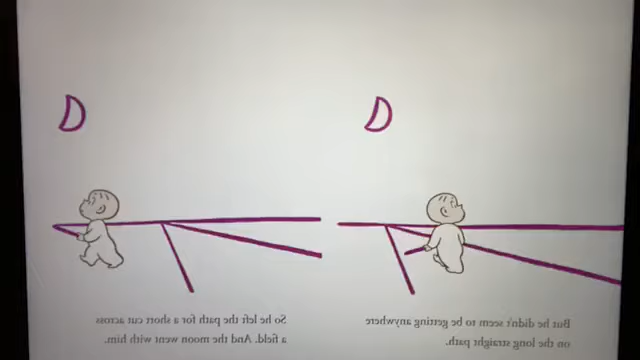 But he didn't seem to be getting anywhere
on the long straight path.
So he left the path for a short cut across
a field. And the moon went with him.